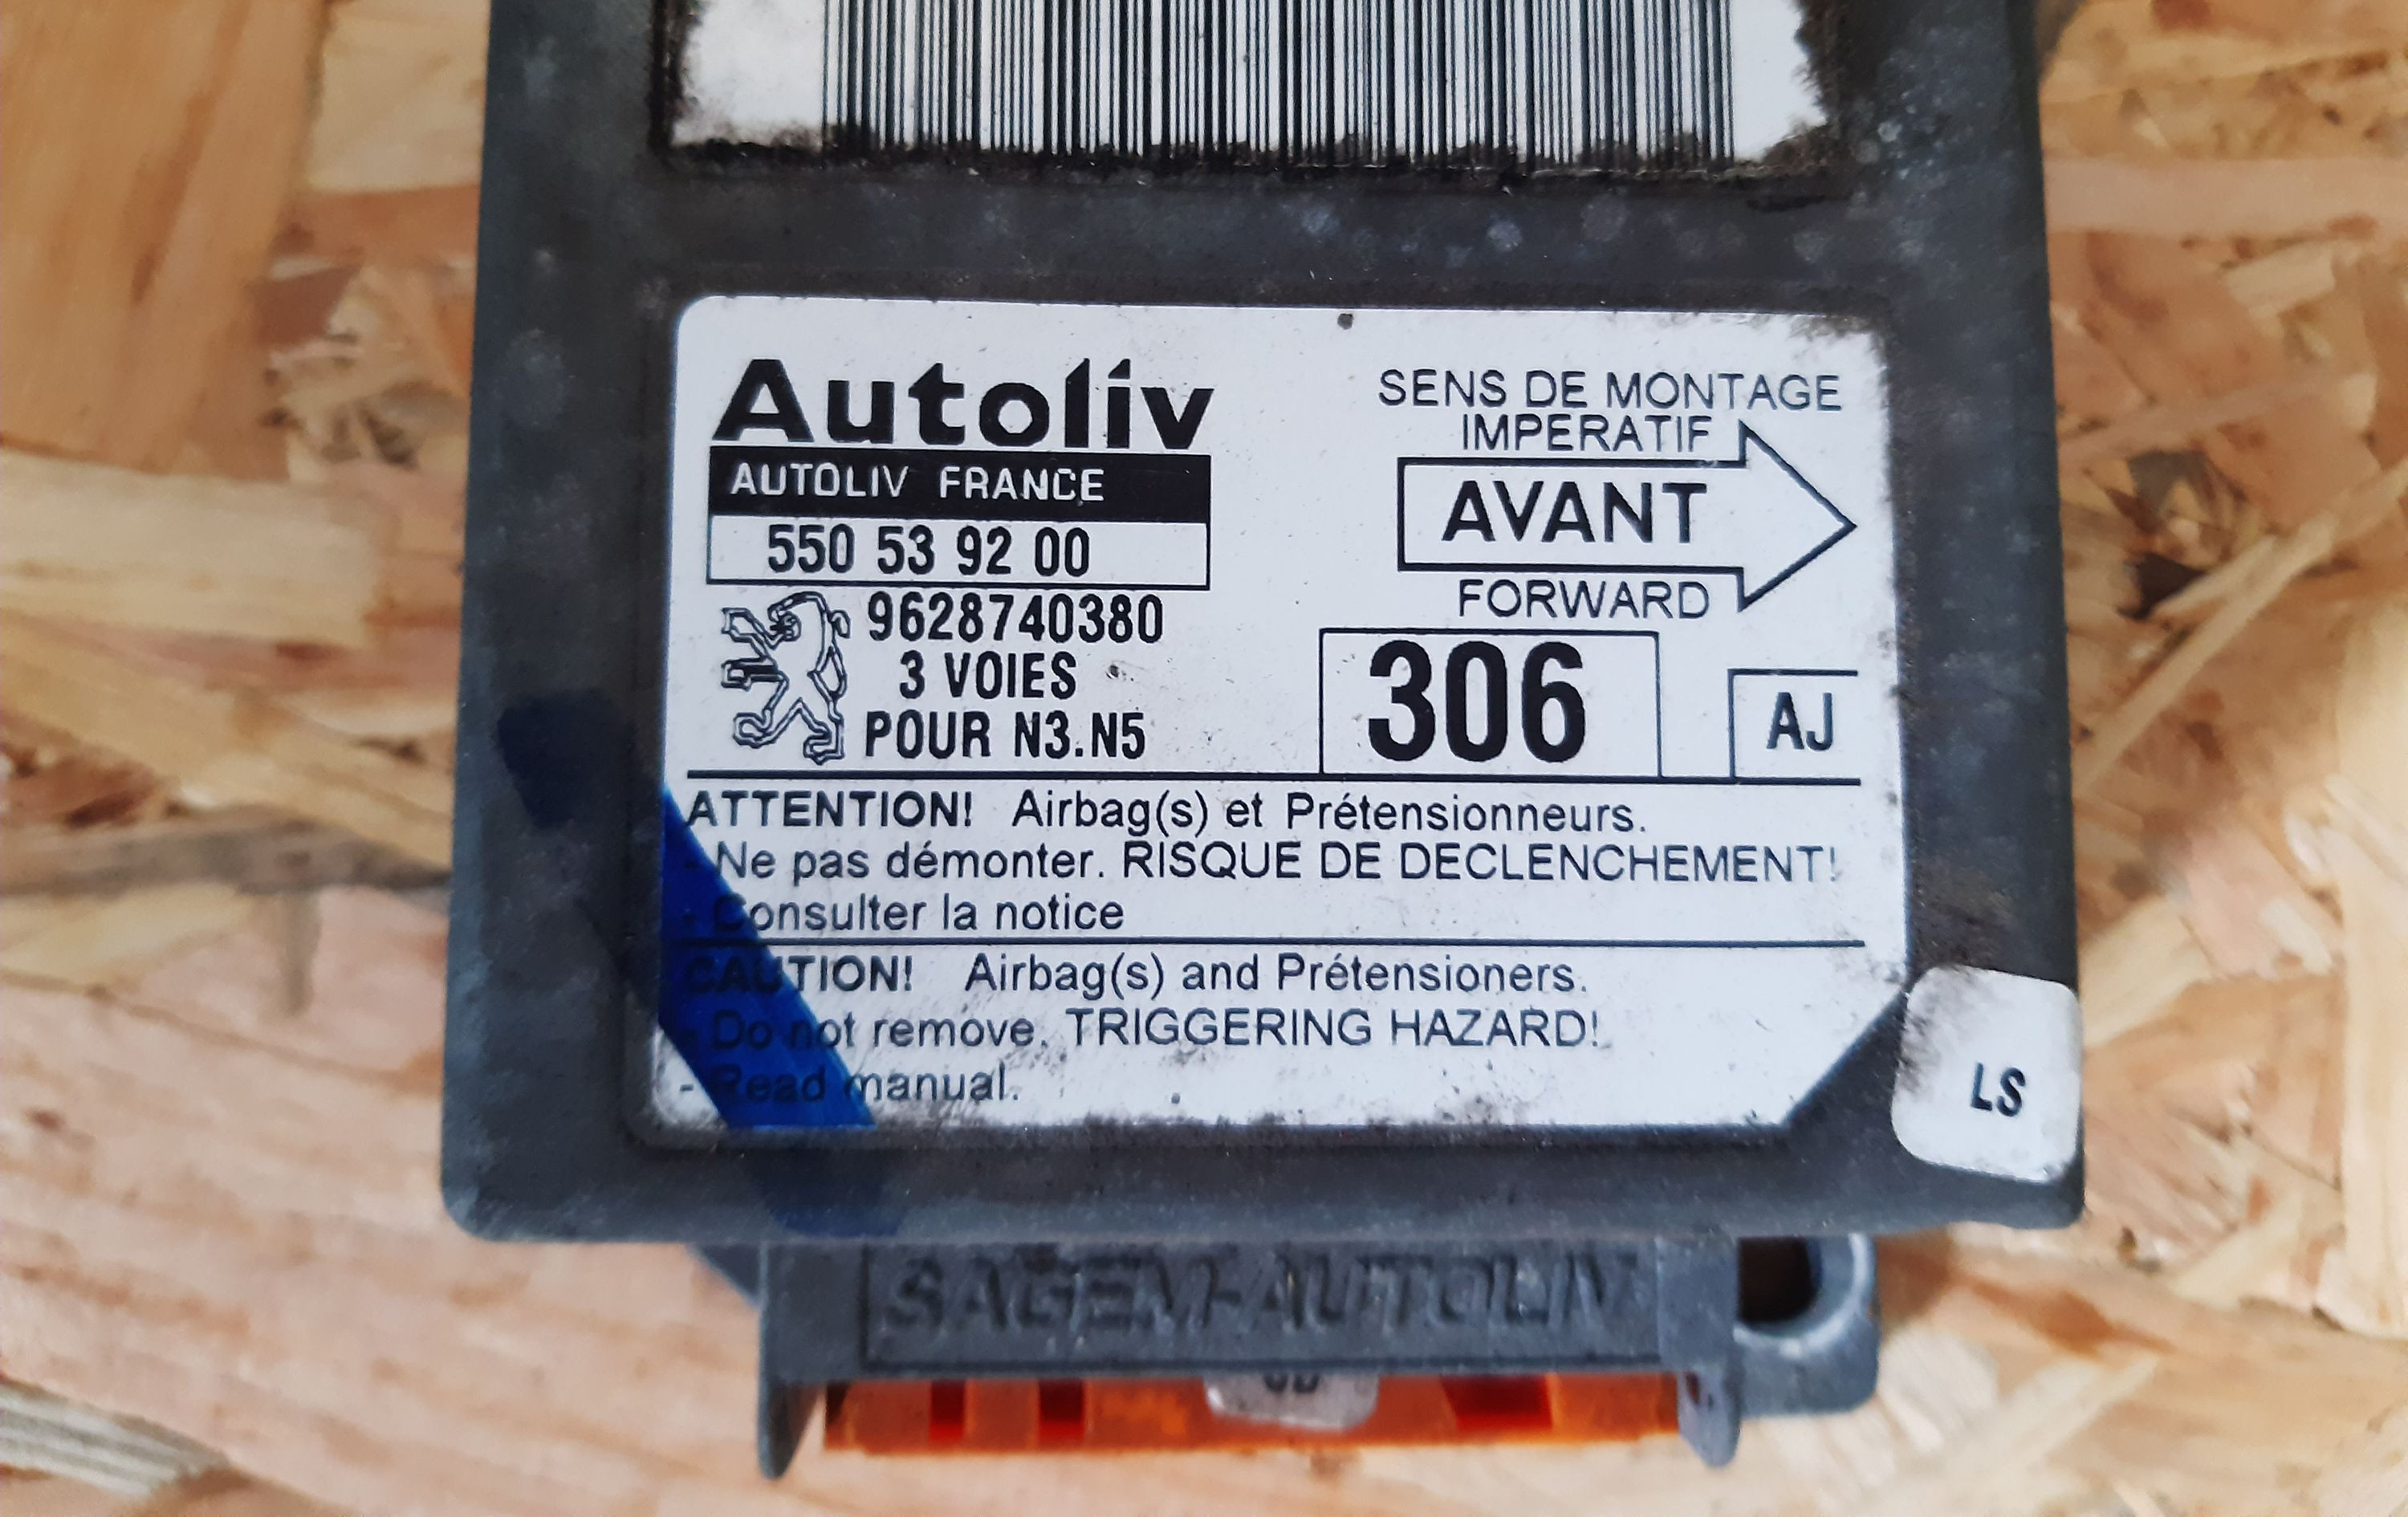 Autoliv
AUTOLIV FRANCE
550 53 92 00
9628740380
3 VOIES
POUR N3.N5
SENS DE MONTAGE
IMPERATIF
AVANT
FORWARD
306
AJ
ATTENTION! Airbag(s) et Prétensionneurs.
- Ne pas démonter. RISQUE DE DECLENCHEMENT!
- Consulter la notice
CAUTION! Airbag(s) and Prétensioners.
- Do not remove. TRIGGERING HAZARD!
- Read manual.
LS
SAGEM-AUTOLIV